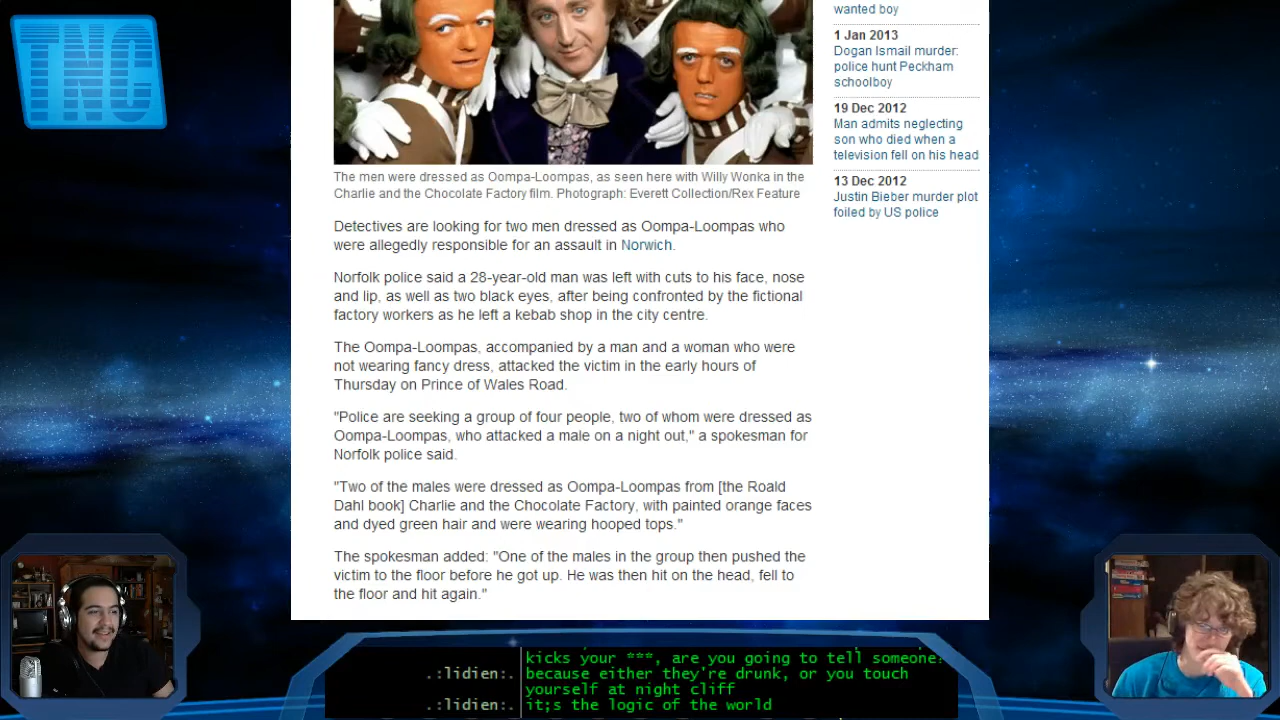 TNC
wanted boy
1 Jan 2013
Dogan Ismail murder:
police hunt Peckham
schoolboy
19 Dec 2012
Man admits neglecting
son who died when a
television fell on his head
13 Dec 2012
Justin Bieber murder plot
foiled by US police
The men were dressed as Oompa-Loompas, as seen here with Willy Wonka in the
Charlie and the Chocolate Factory film. Photograph: Everett Collection/Rex Feature
Detectives are looking for two men dressed as Oompa-Loompas who
were allegedly responsible for an assault in Norwich.
Norfolk police said a 28-year-old man was left with cuts to his face, nose
and lip, as well as two black eyes, after being confronted by the fictional
factory workers as he left a kebab shop in the city centre.
The Oompa-Loompas, accompanied by a man and a woman who were
not wearing fancy dress, attacked the victim in the early hours of
Thursday on Prince of Wales Road.
"Police are seeking a group of four people, two of whom were dressed as
Oompa-Loompas, who attacked a male on a night out," a spokesman for
Norfolk police said.
"Two of the males were dressed as Oompa-Loompas from [the Roald
Dahl book] Charlie and the Chocolate Factory, with painted orange faces
and dyed green hair and were wearing hooped tops."
The spokesman added: "One of the males in the group then pushed the
victim to the floor before he got up. He was then hit on the head, fell to
the floor and hit again."
kicks your ***, are you going to tell someone?
.:lidien:. because either they're drunk, or you touch
yourself at night cliff
.:lidien:. it;s the logic of the world